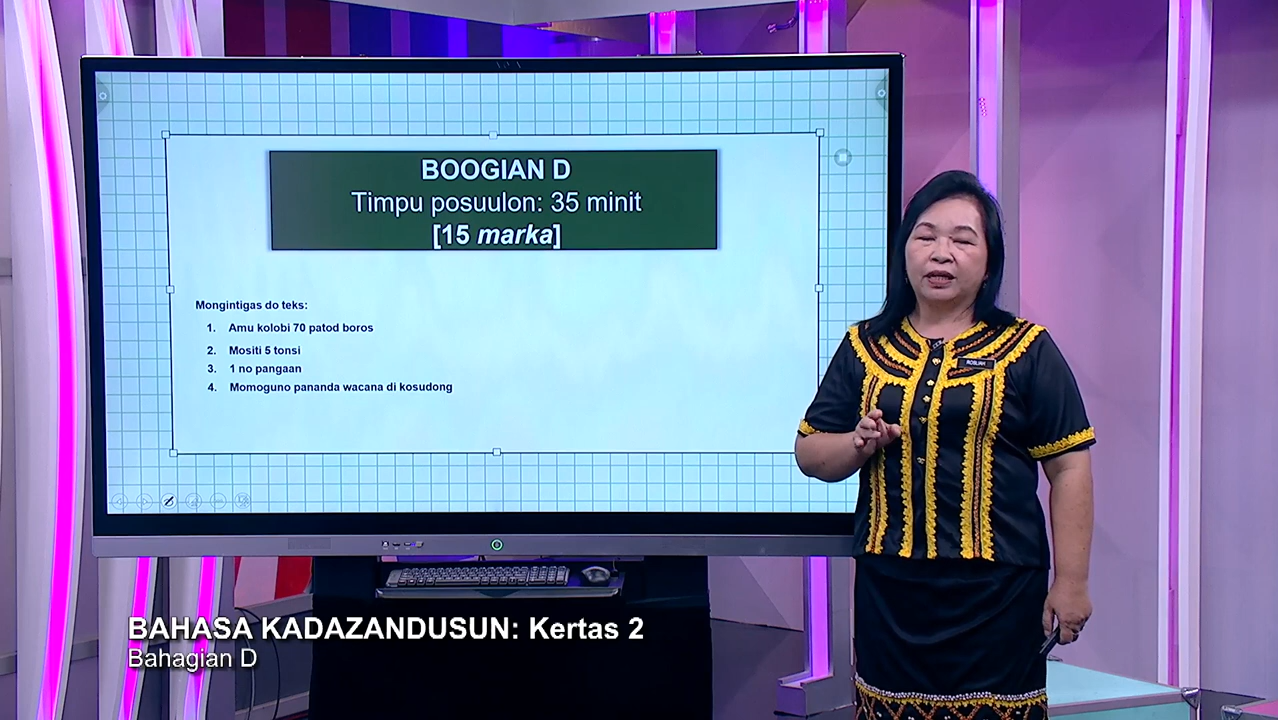 BOOGIAN D
Timpu posuulon: 35 minit
[15 marka]
Mongintigas do teks:
1. Amu kolobi 70 patod boros
2. Mositi 5 tonsi
3. 1 no pangaan
4. Momoguno pananda wacana di kosudong
ROSLINA
BAHASA KADAZANDUSUN: Kertas 2
Bahagian D